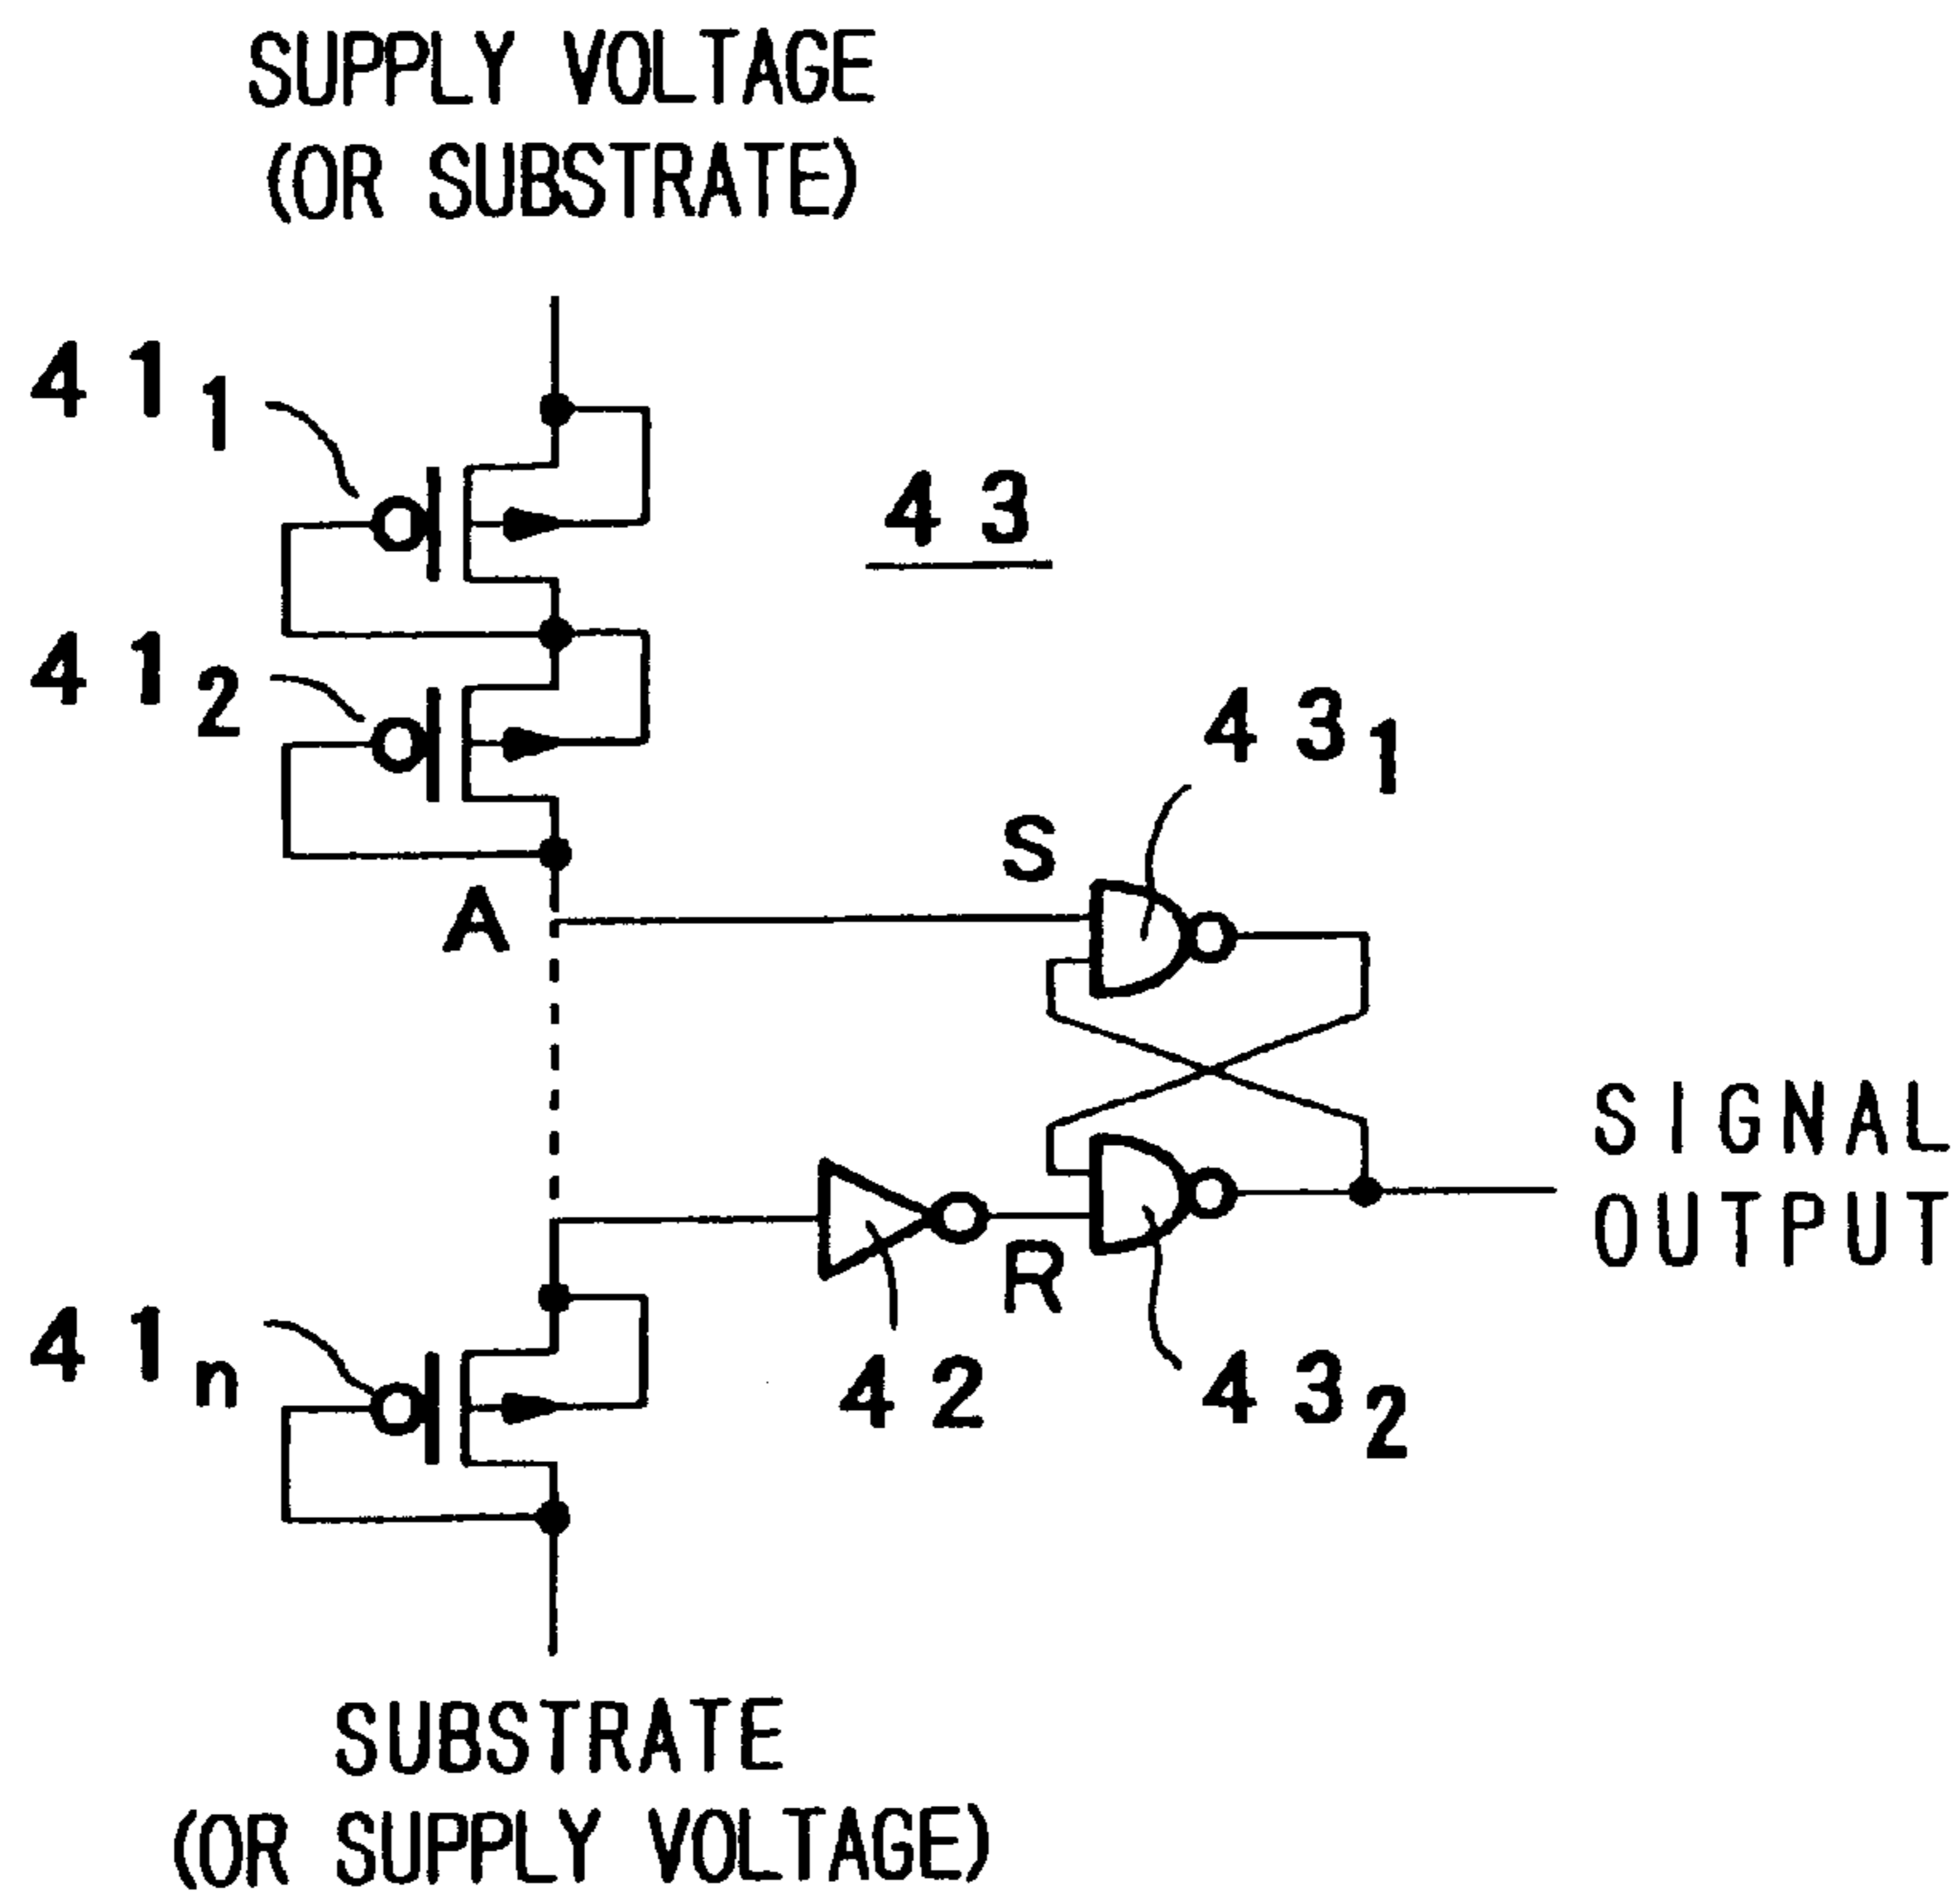 SUPPLY VOLTAGE
(OR SUBSTRATE)
41₁
43
41₂
43₁
S
A
SIGNAL
OUTPUT
R
41ₙ
42
43₂
SUBSTRATE
(OR SUPPLY VOLTAGE)